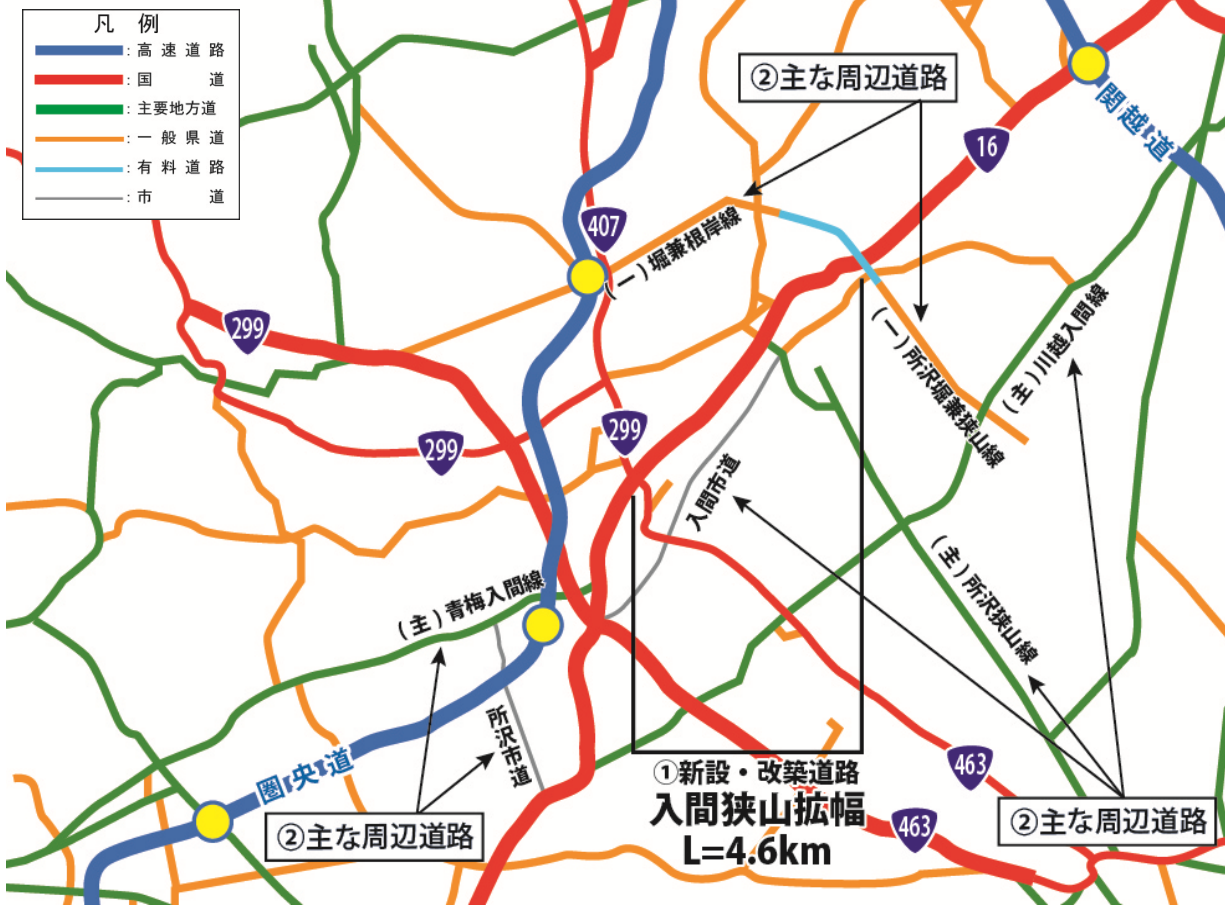 凡例
:高速道路
:国道
:主要地方道
:一般県道
:有料道路
:市道
②主な周辺道路
関越道
16
407
(一)堀兼根岸線
299
(一)所沢堀兼狭山線
(主)川越入間線
299
299
入間市道
(主)青梅入間線
(主)所沢狭山線
所沢市道
圏央道
②主な周辺道路
①新設・改築道路
入間狭山拡幅
L=4.6km
463
463
②主な周辺道路